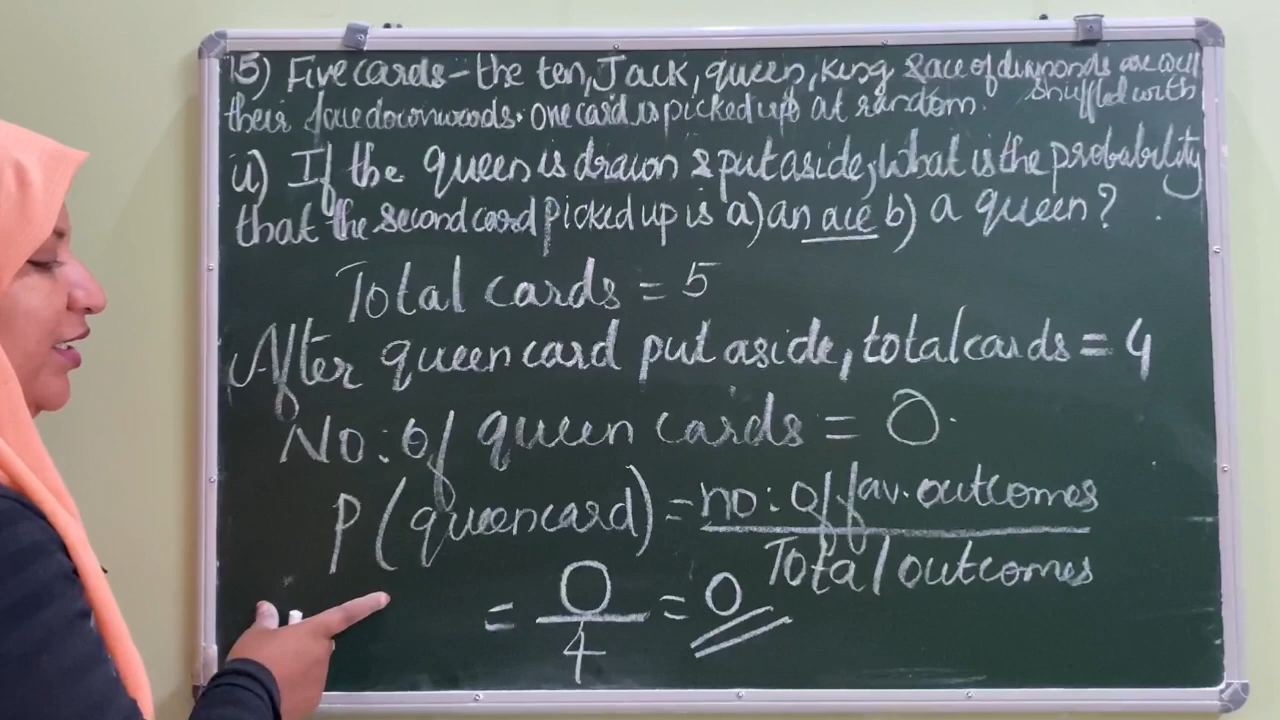 15) Five cards - the ten, Jack, queen, king & ace of diamonds are well shuffled with
their face downwards. One card is picked up at random.
ii) If the queen is drawn & put aside, what is the probability
that the second card picked up is a) an ace b) a queen?
Total cards = 5
After queen card put aside, total cards = 4
No: of queen cards = 0.
P (queen card) = no: of fav. outcomes
Total outcomes
= 0/4 = 0